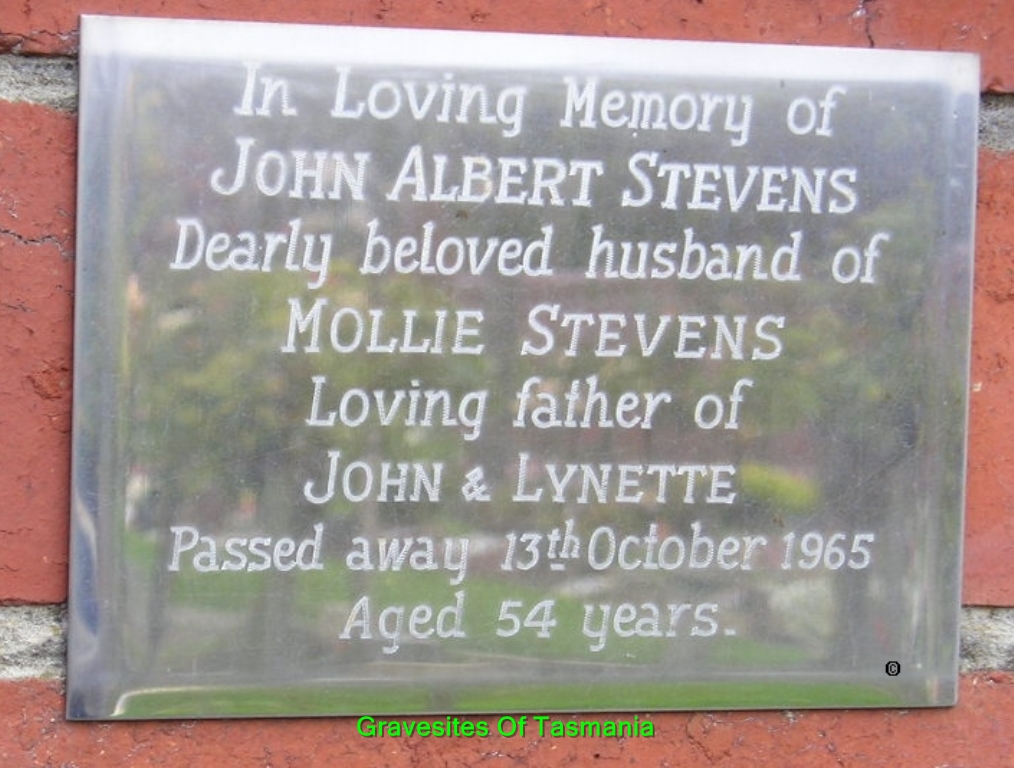 In Loving Memory of
JOHN ALBERT STEVENS
Dearly beloved husband of
MOLLIE STEVENS
Loving father of
JOHN & LYNETTE
Passed away 13th October 1965
Aged 54 years.
©
Gravesites Of Tasmania